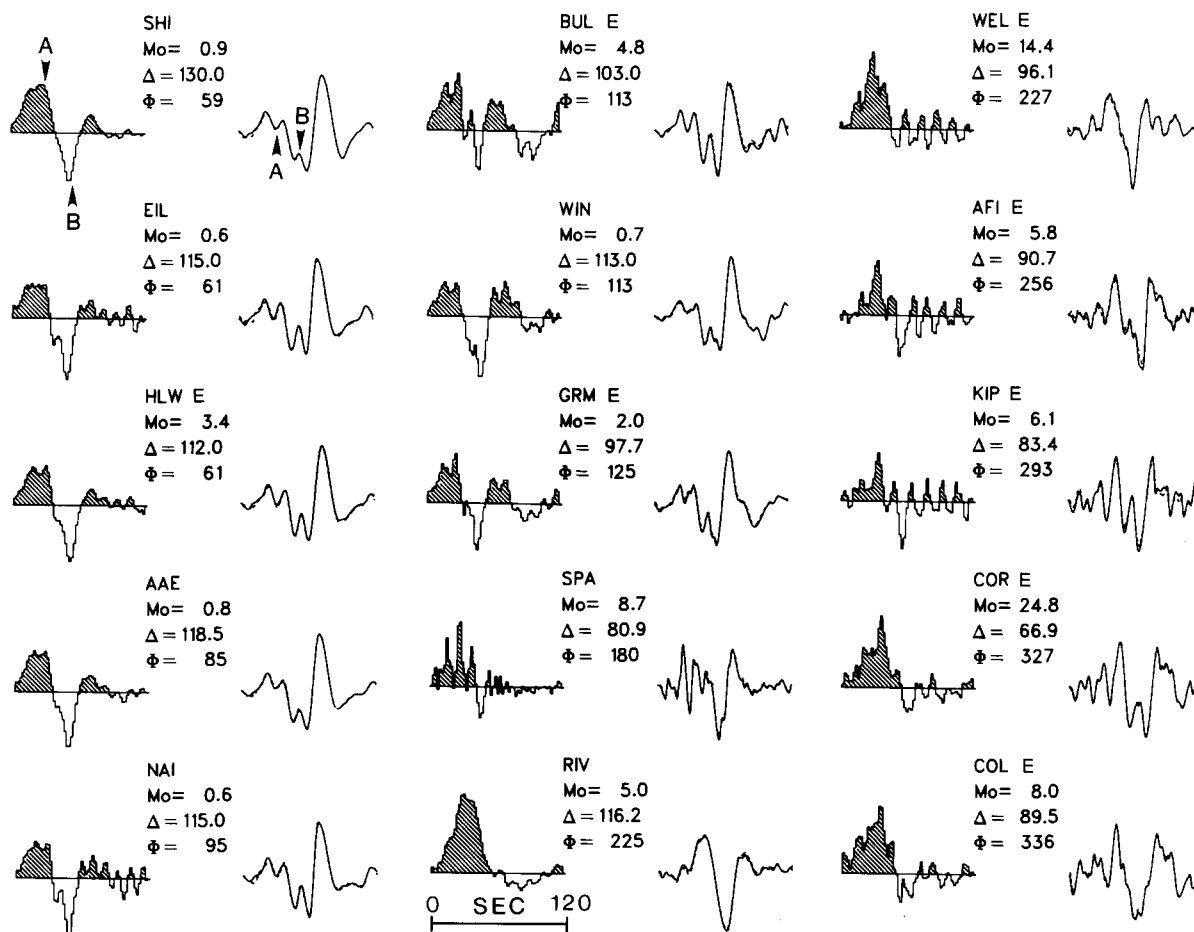 SHI
Mo= 0.9
Δ = 130.0
Φ = 59
A
B
A
B
EIL
Mo= 0.6
Δ = 115.0
Φ = 61
HLW E
Mo= 3.4
Δ = 112.0
Φ = 61
AAE
Mo= 0.8
Δ = 118.5
Φ = 85
NAI
Mo= 0.6
Δ = 115.0
Φ = 95
BUL E
Mo= 4.8
Δ = 103.0
Φ = 113
WIN
Mo= 0.7
Δ = 113.0
Φ = 113
GRM E
Mo= 2.0
Δ = 97.7
Φ = 125
SPA
Mo= 8.7
Δ = 80.9
Φ = 180
RIV
Mo= 5.0
Δ = 116.2
Φ = 225
0 SEC 120
WEL E
Mo= 14.4
Δ = 96.1
Φ = 227
AFI E
Mo= 5.8
Δ = 90.7
Φ = 256
KIP E
Mo= 6.1
Δ = 83.4
Φ = 293
COR E
Mo= 24.8
Δ = 66.9
Φ = 327
COL E
Mo= 8.0
Δ = 89.5
Φ = 336